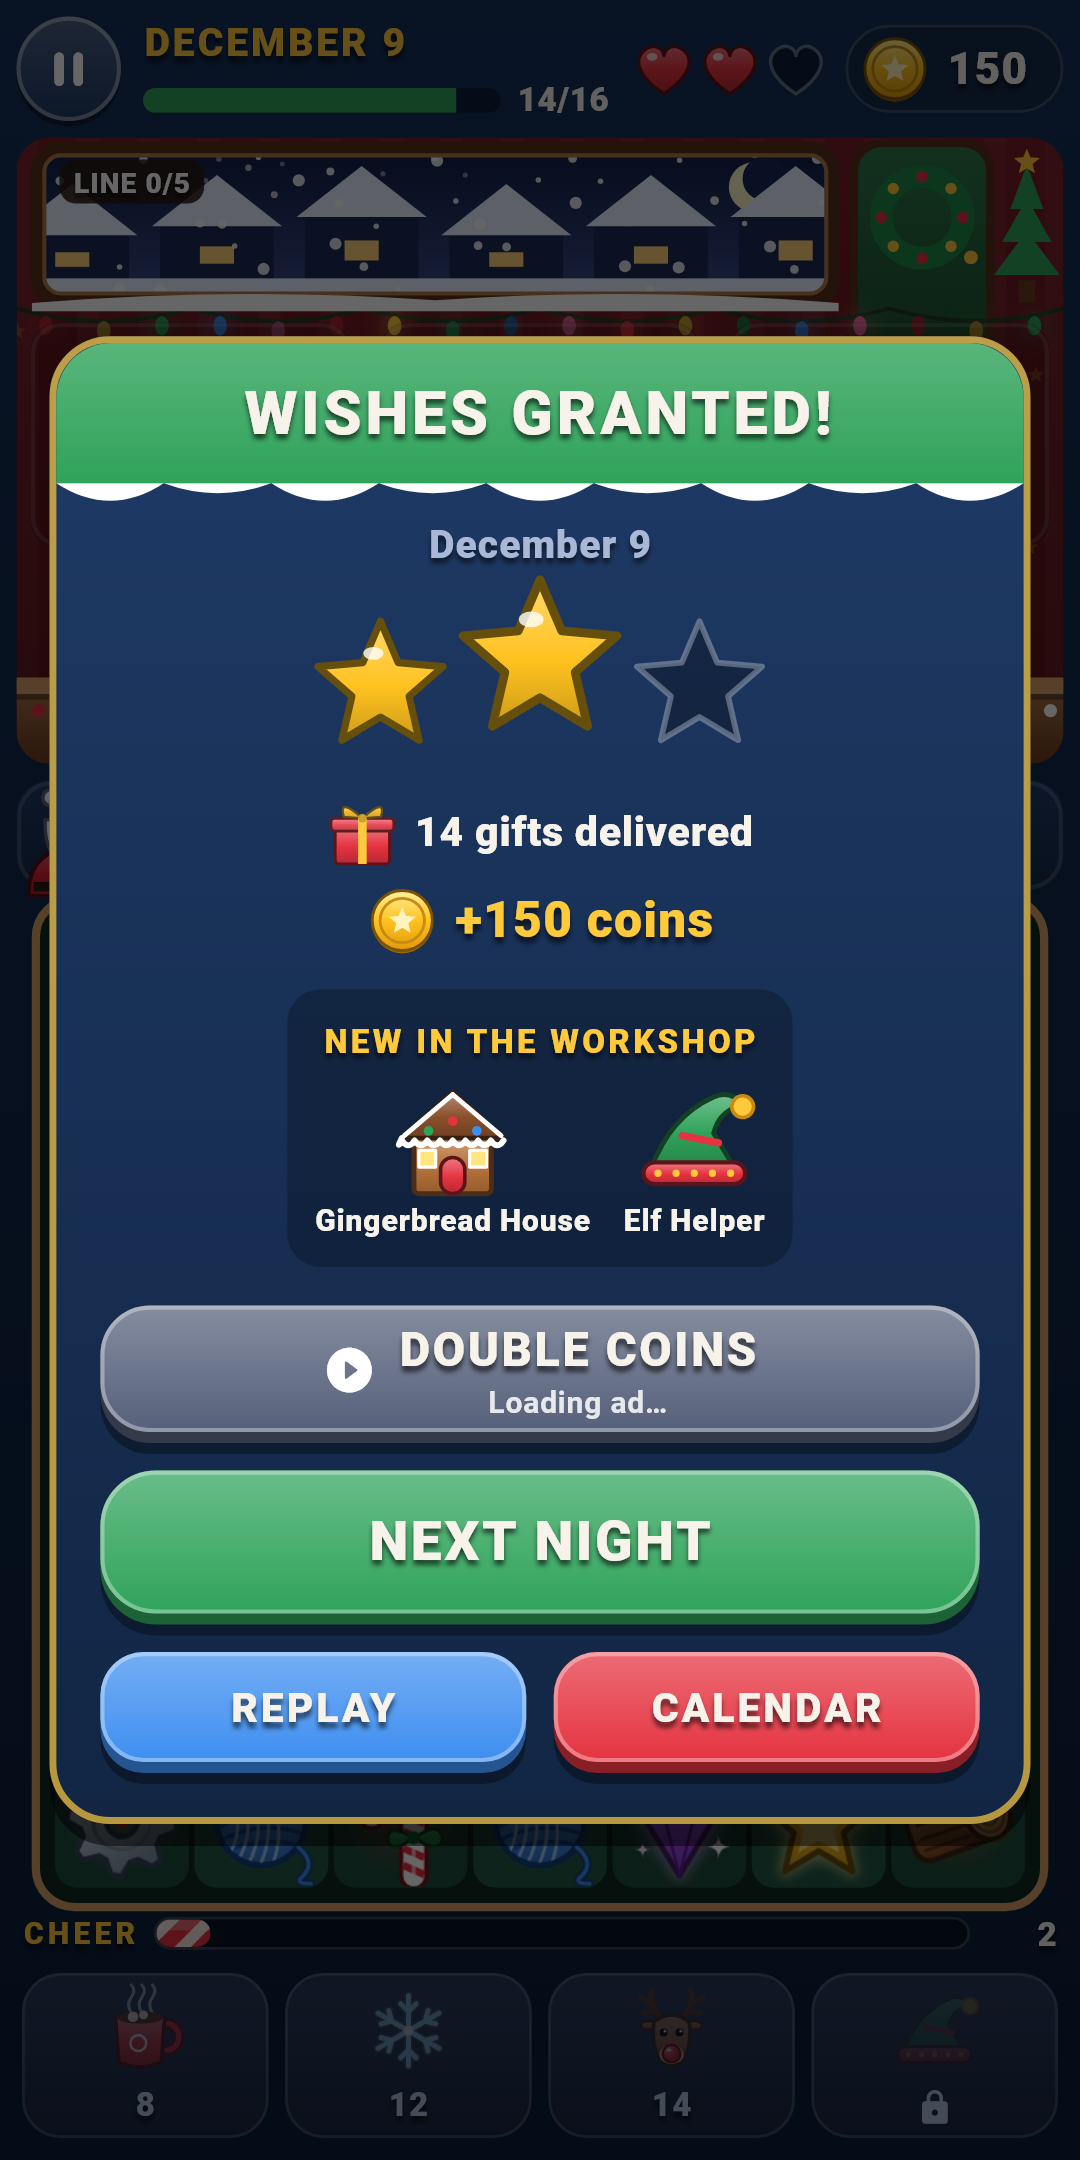 DECEMBER 9
14/16
150
LINE 0/5
WISHES GRANTED!
December 9
14 gifts delivered
+150 coins
NEW IN THE WORKSHOP
Gingerbread House
Elf Helper
DOUBLE COINS
Loading ad…
NEXT NIGHT
REPLAY
CALENDAR
CHEER
2
8
12
14